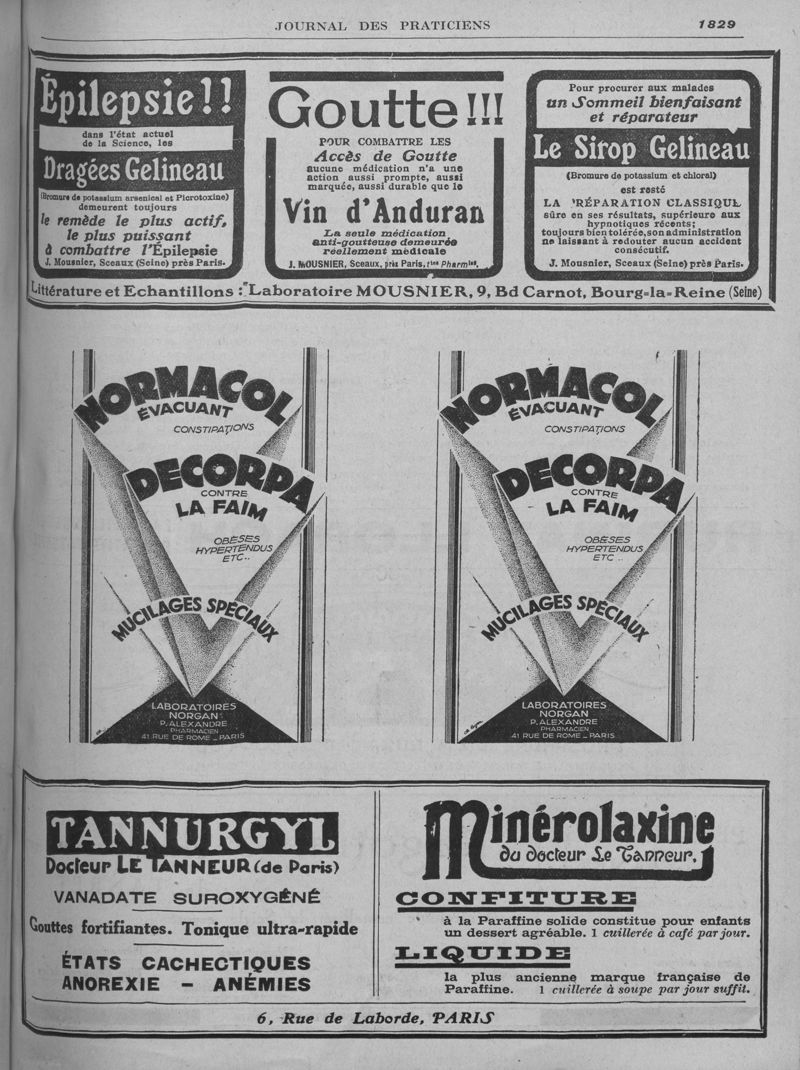 JOURNAL DES PRATICIENS
1829
Épilepsie!!
dans l'état actuel
de la Science, les
Dragées Gelineau
(Bromure de potassium arsenical et Picrotoxine)
demeurent toujours
le remède le plus actif,
le plus puissant
à combattre l'Épilepsie
J. Mousnier, Sceaux (Seine) près Paris.
Goutte!!!
POUR COMBATTRE LES
Accès de Goutte
aucune médication n'a une
action aussi prompte, aussi
marquée, aussi durable que le
Vin d'Anduran
La seule médication
anti-goutteuse demeurée
réellement médicale
J. MOUSNIER, Sceaux, près Paris, t.tes Pharm.ies.
Pour procurer aux malades
un Sommeil bienfaisant
et réparateur
Le Sirop Gelineau
(Bromure de potassium et chloral)
est resté
LA 'RÉPARATION CLASSIQUE
sûre en ses résultats, supérieure aux
hypnotiques récents;
toujours bien tolérée, son administration
ne laissant à redouter aucun accident
consécutif.
J. Mousnier, Sceaux (Seine) près Paris.
Littérature et Echantillons : Laboratoire MOUSNIER, 9, Bd Carnot, Bourg-la-Reine (Seine)
NORMACOL
ÉVACUANT
CONSTIPATIONS
DECORPA
CONTRE
LA FAIM
OBÈSES
HYPERTENDUS
ETC..
MUCILAGES SPÉCIAUX
LABORATOIRES
NORGAN
P. ALEXANDRE
PHARMACIEN
41 RUE DE ROME _ PARIS
NORMACOL
ÉVACUANT
CONSTIPATIONS
DECORPA
CONTRE
LA FAIM
OBÈSES
HYPERTENDUS
ETC ..
MUCILAGES SPÉCIAUX
LABORATOIRES
NORGAN
P. ALEXANDRE
PHARMACIEN
41 RUE DE ROME _ PARIS
TANNURGYL
Docteur LE TANNEUR (de Paris)
VANADATE SUROXYGÉNÉ
Gouttes fortifiantes. Tonique ultra-rapide
ÉTATS CACHECTIQUES
ANOREXIE – ANÉMIES
Minérolaxine
du docteur Le Tanneur.
CONFITURE
à la Paraffine solide constitue pour enfants
un dessert agréable. 1 cuillerée à café par jour.
LIQUIDE
la plus ancienne marque française de
Paraffine. 1 cuillerée à soupe par jour suffit.
6, Rue de Laborde, PARIS